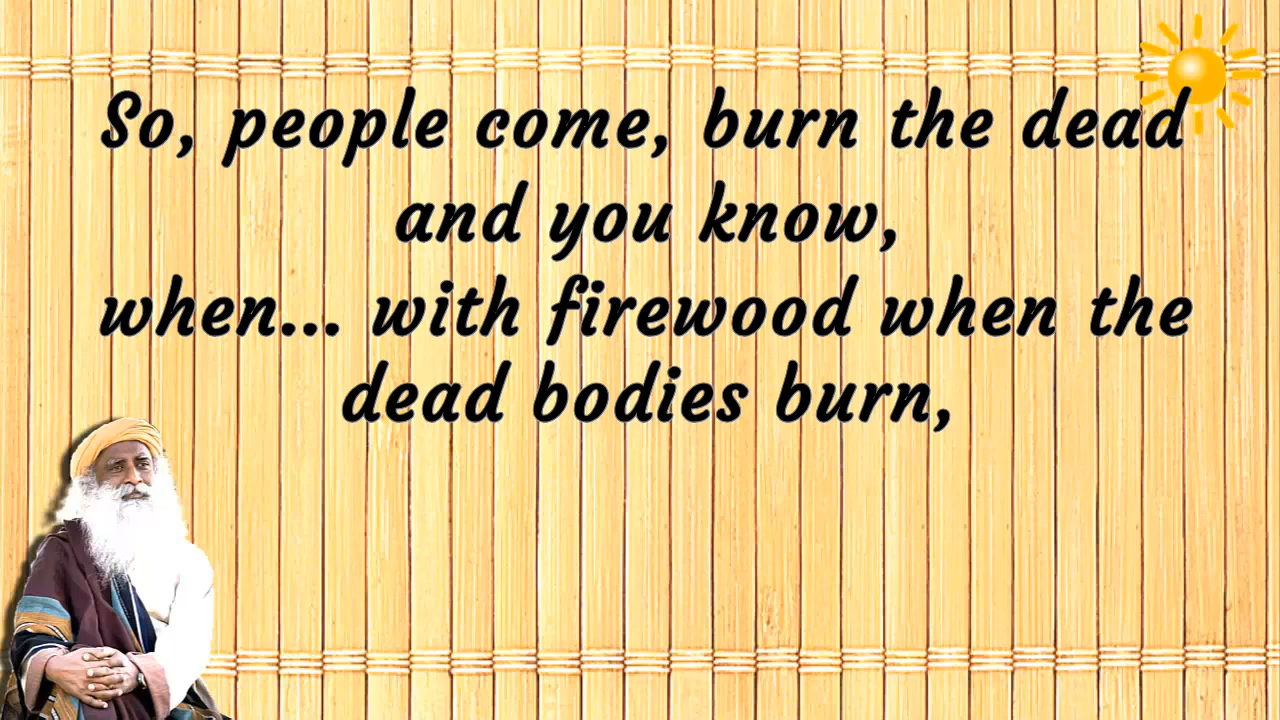 So, people come, burn the dead
and you know,
when... with firewood when the
dead bodies burn,